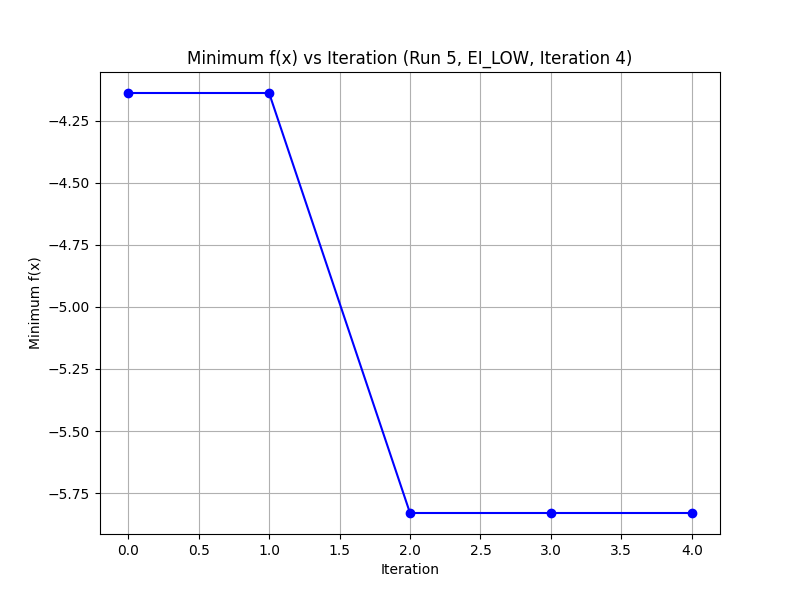 Minimum f(x) vs Iteration (Run 5, EI_LOW, Iteration 4)
Minimum f(x)
−4.25
−4.50
−4.75
−5.00
−5.25
−5.50
−5.75
0.0 0.5 1.0 1.5 2.0 2.5 3.0 3.5 4.0
Iteration